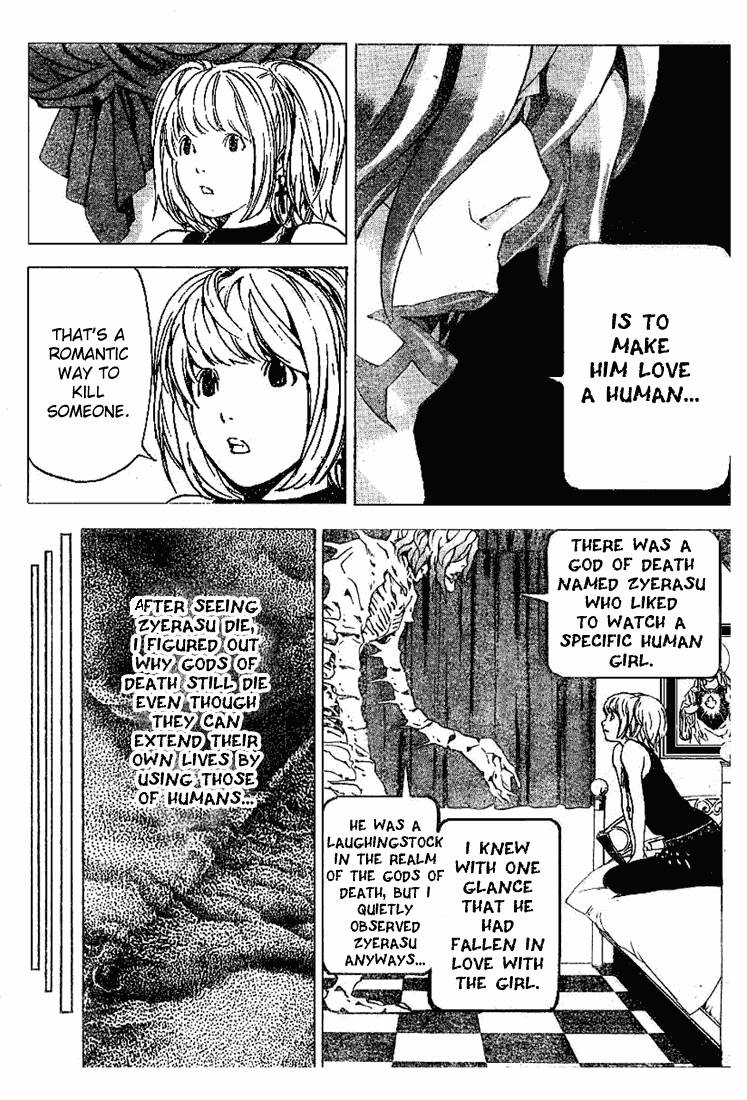 IS TO
MAKE
HIM LOVE
A HUMAN...
THAT'S A
ROMANTIC
WAY TO
KILL
SOMEONE.
THERE WAS A
GOD OF DEATH
NAMED ZYERASU
WHO LIKED
TO WATCH A
SPECIFIC HUMAN
GIRL.
I KNEW
WITH ONE
GLANCE
THAT HE
HAD
FALLEN IN
LOVE WITH
THE GIRL.
HE WAS A
LAUGHINGSTOCK
IN THE REALM
OF THE GODS OF
DEATH, BUT I
QUIETLY
OBSERVED
ZYERASU
ANYWAYS...
AFTER SEEING
ZYERASU DIE,
I FIGURED OUT
WHY GODS OF
DEATH STILL DIE
EVEN THOUGH
THEY CAN
EXTEND THEIR
OWN LIVES BY
USING THOSE
OF HUMANS...